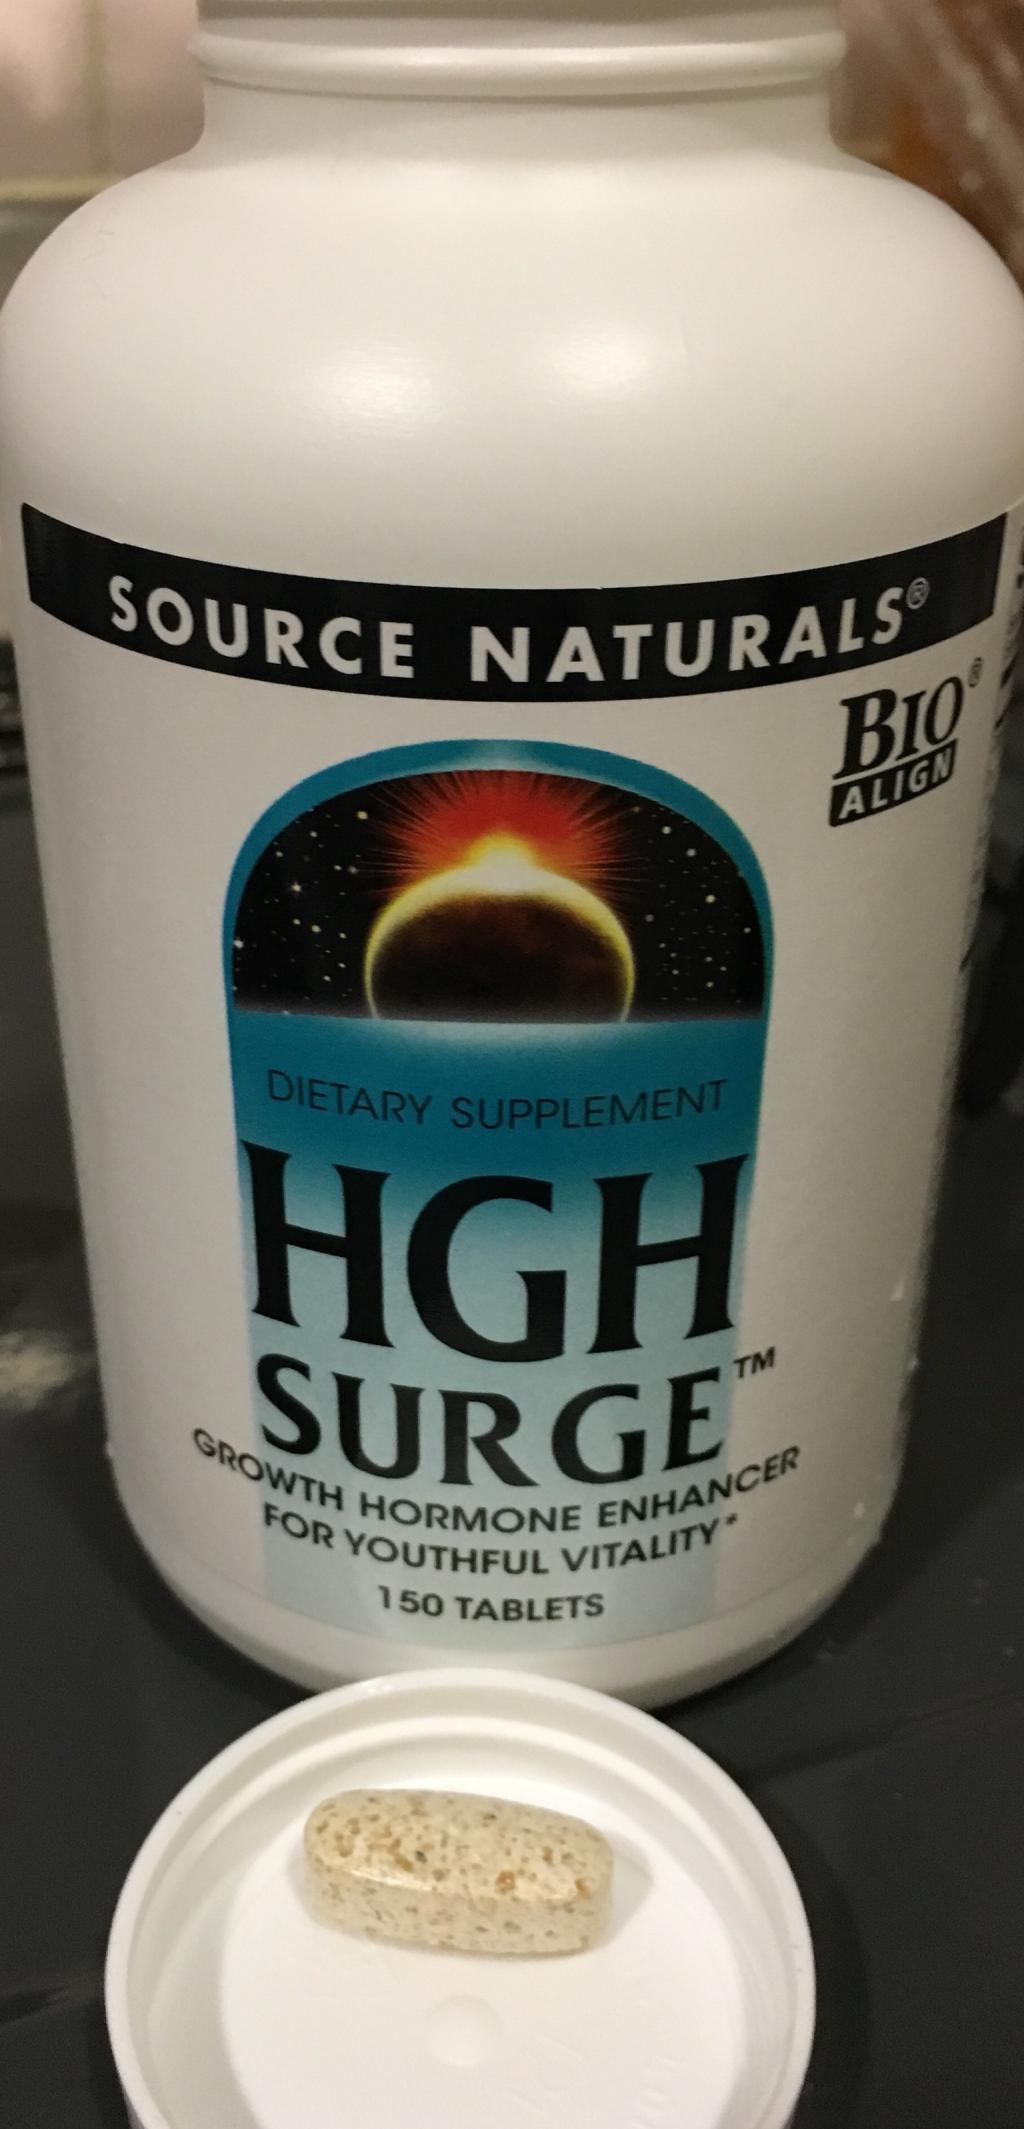 SOURCE NATURALS®
BIO®
ALIGN
DIETARY SUPPLEMENT
HGH
SURGE™
GROWTH HORMONE ENHANCER
FOR YOUTHFUL VITALITY*
150 TABLETS